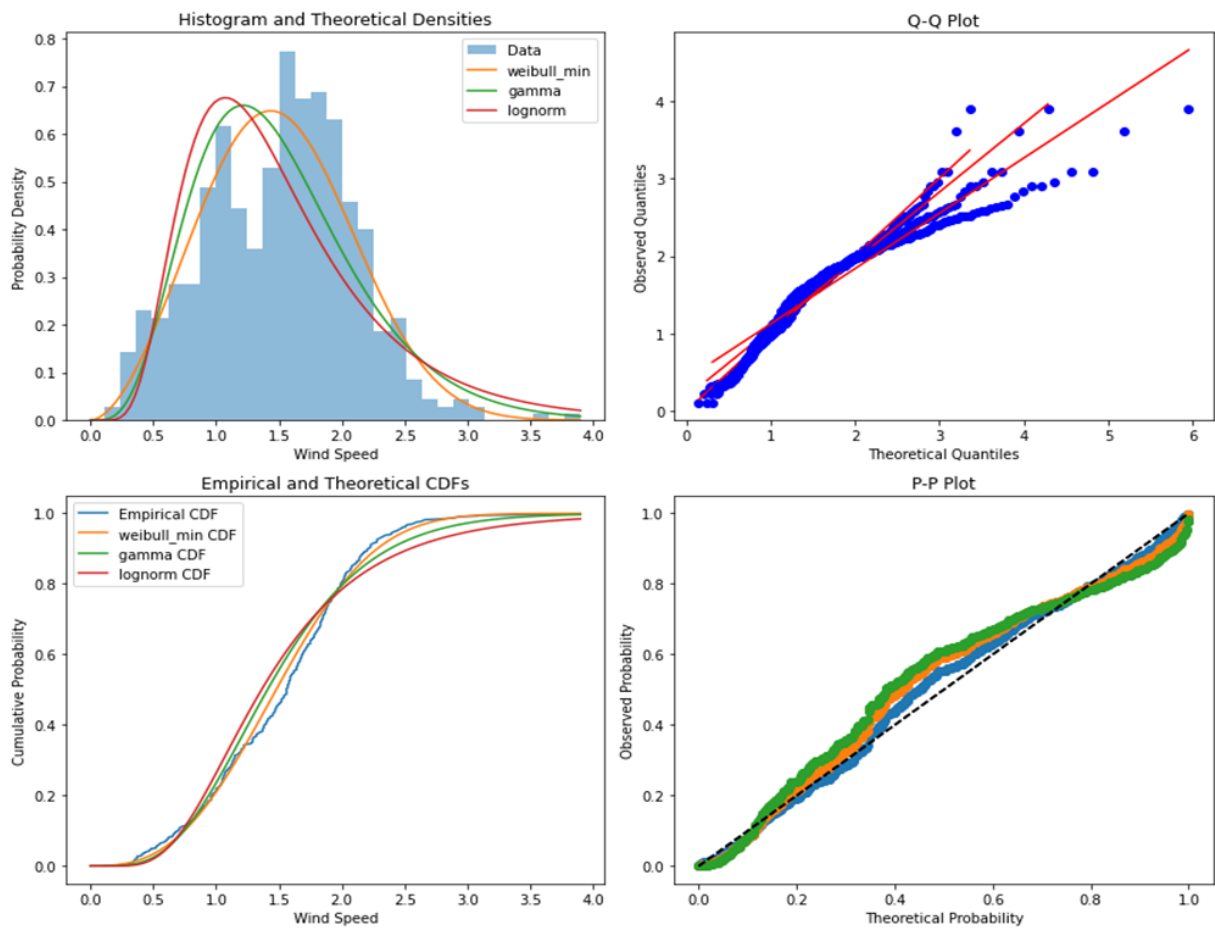 Histogram and Theoretical Densities
0.8
0.7
0.6
0.5
0.4
0.3
0.2
0.1
0.0
Probability Density
Data
weibull_min
gamma
lognorm
0.0 0.5 1.0 1.5 2.0 2.5 3.0 3.5 4.0
Wind Speed
Q-Q Plot
4
3
2
1
0
Observed Quantiles
0 1 2 3 4 5 6
Theoretical Quantiles
Empirical and Theoretical CDFs
1.0
0.8
0.6
0.4
0.2
0.0
Cumulative Probability
Empirical CDF
weibull_min CDF
gamma CDF
lognorm CDF
0.0 0.5 1.0 1.5 2.0 2.5 3.0 3.5 4.0
Wind Speed
P-P Plot
1.0
0.8
0.6
0.4
0.2
0.0
Observed Probability
0.0 0.2 0.4 0.6 0.8 1.0
Theoretical Probability